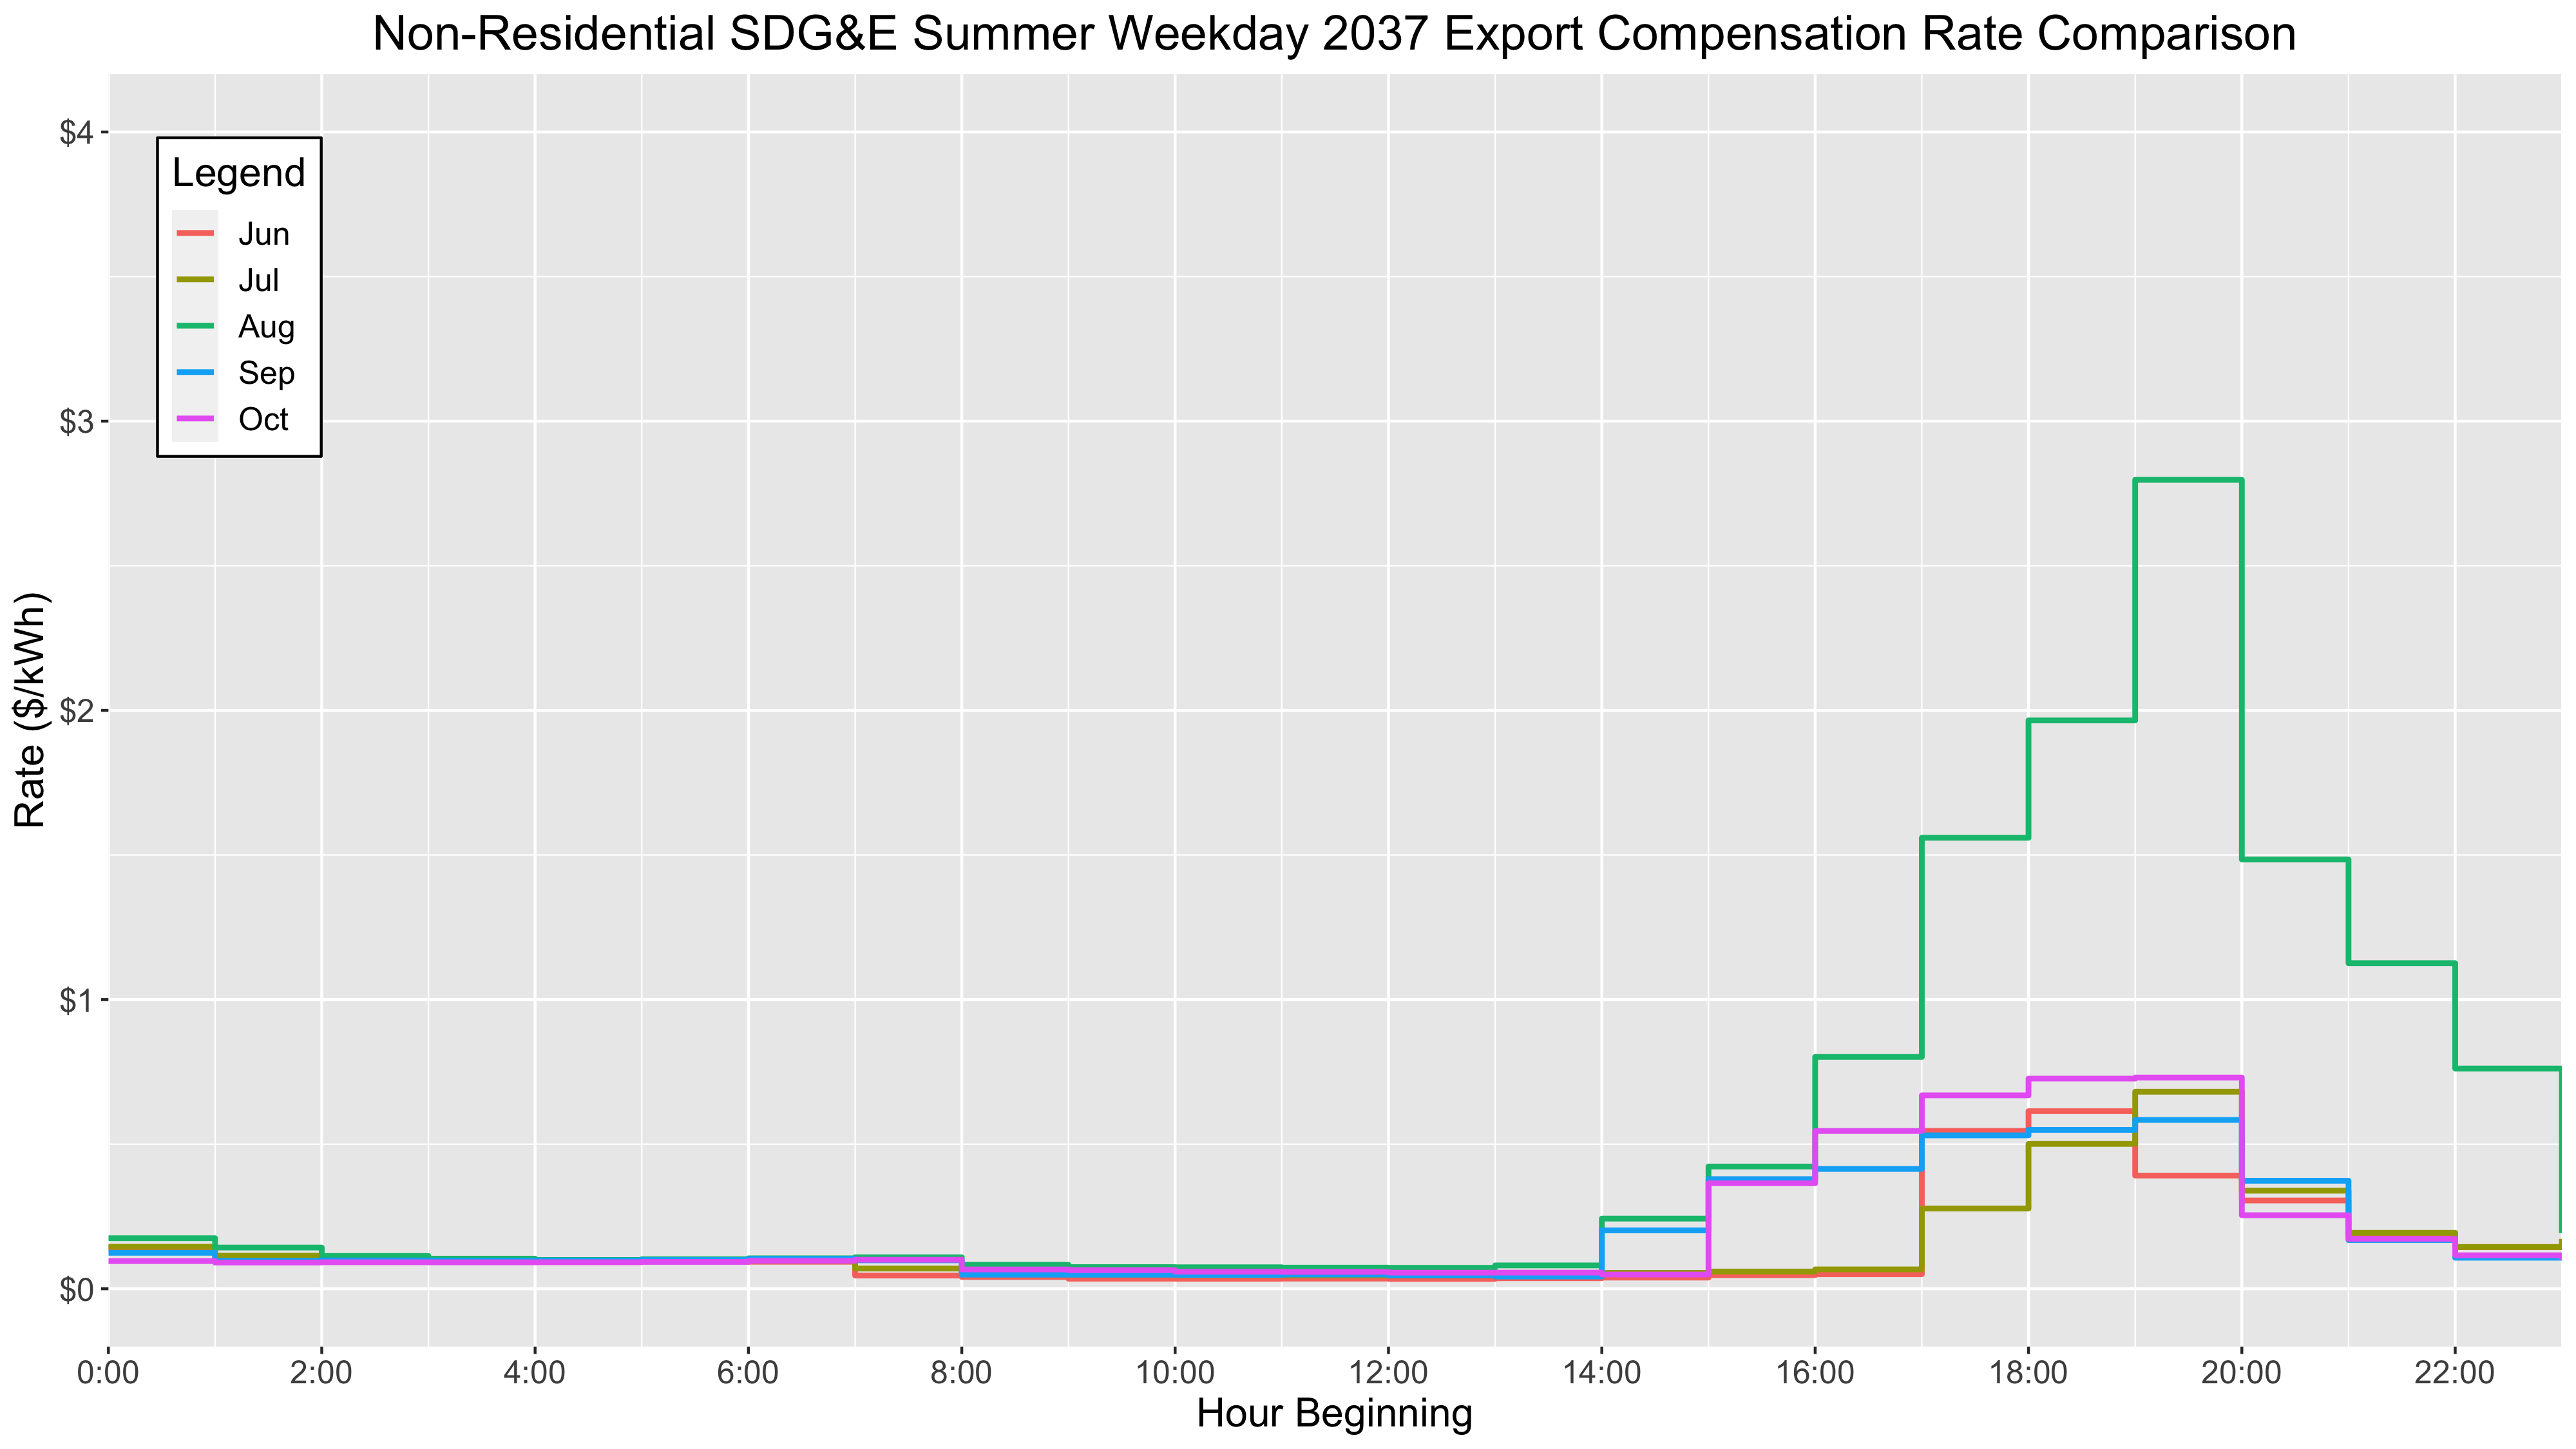 Non-Residential SDG&E Summer Weekday 2037 Export Compensation Rate Comparison
$4
$3
$2
$1
$0
Rate ($/kWh)
Legend
Jun
Jul
Aug
Sep
Oct
0:00 2:00 4:00 6:00 8:00 10:00 12:00 14:00 16:00 18:00 20:00 22:00
Hour Beginning